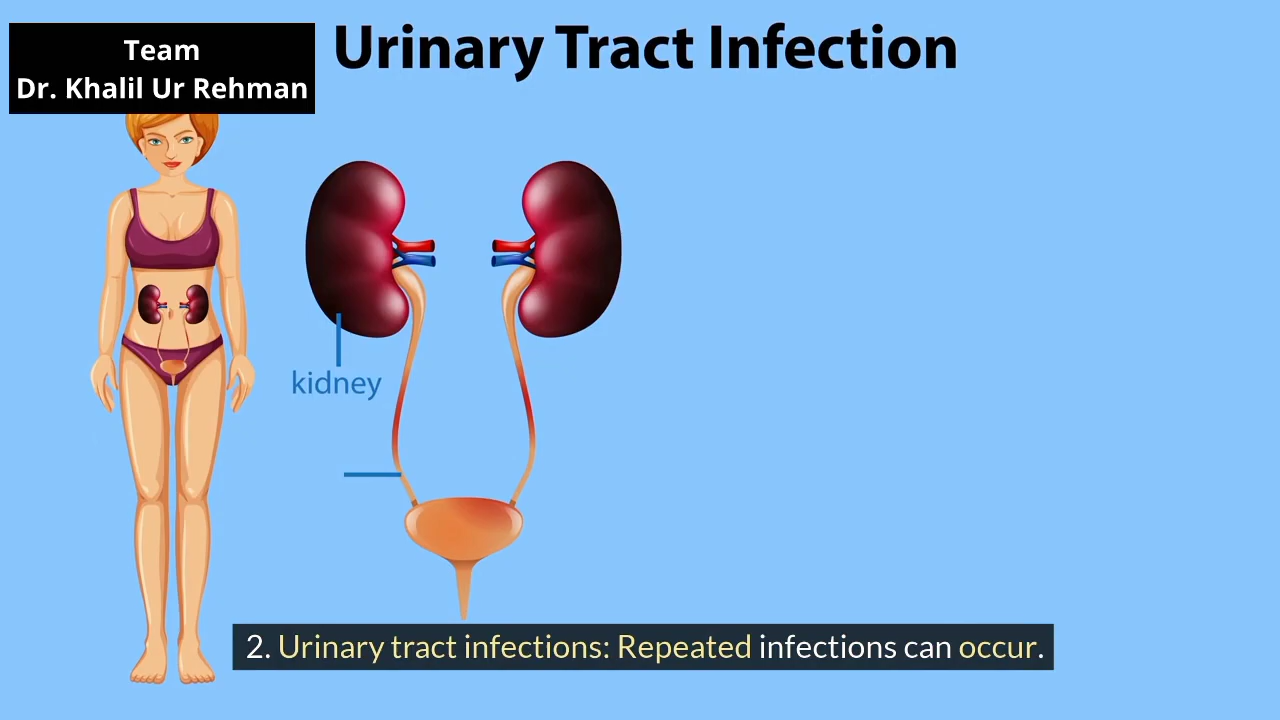 Team
Dr. Khalil Ur Rehman
Urinary Tract Infection
kidney
2. Urinary tract infections: Repeated infections can occur.